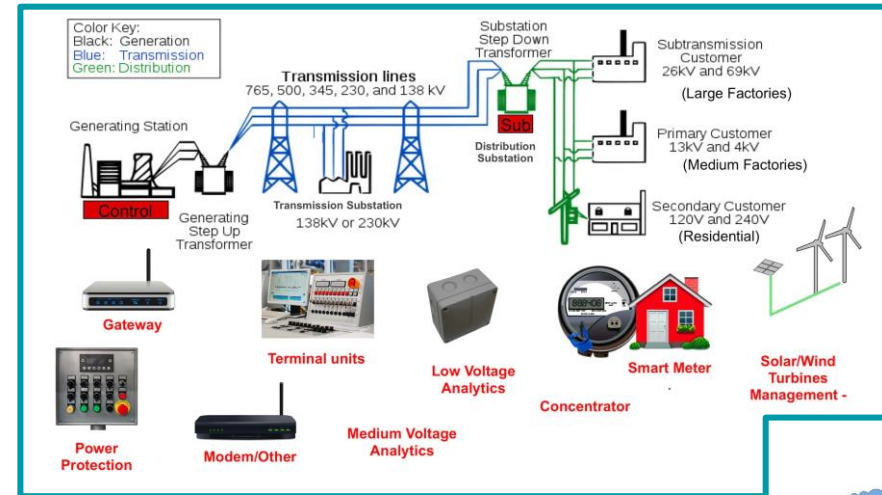 Color Key:
Black: Generation
Blue: Transmission
Green: Distribution
Substation
Step Down
Transformer
Subtransmission
Customer
26kV and 69kV
(Large Factories)
Transmission lines
765, 500, 345, 230, and 138 kV
Generating Station
Control
Generating
Step Up
Transformer
Transmission Substation
138kV or 230kV
Sub
Distribution
Substation
Primary Customer
13kV and 4kV
(Medium Factories)
Secondary Customer
120V and 240V
(Residential)
Gateway
Terminal units
Low Voltage
Analytics
Smart Meter
Concentrator
Solar/Wind
Turbines
Management -
Power
Protection
Modem/Other
Medium Voltage
Analytics